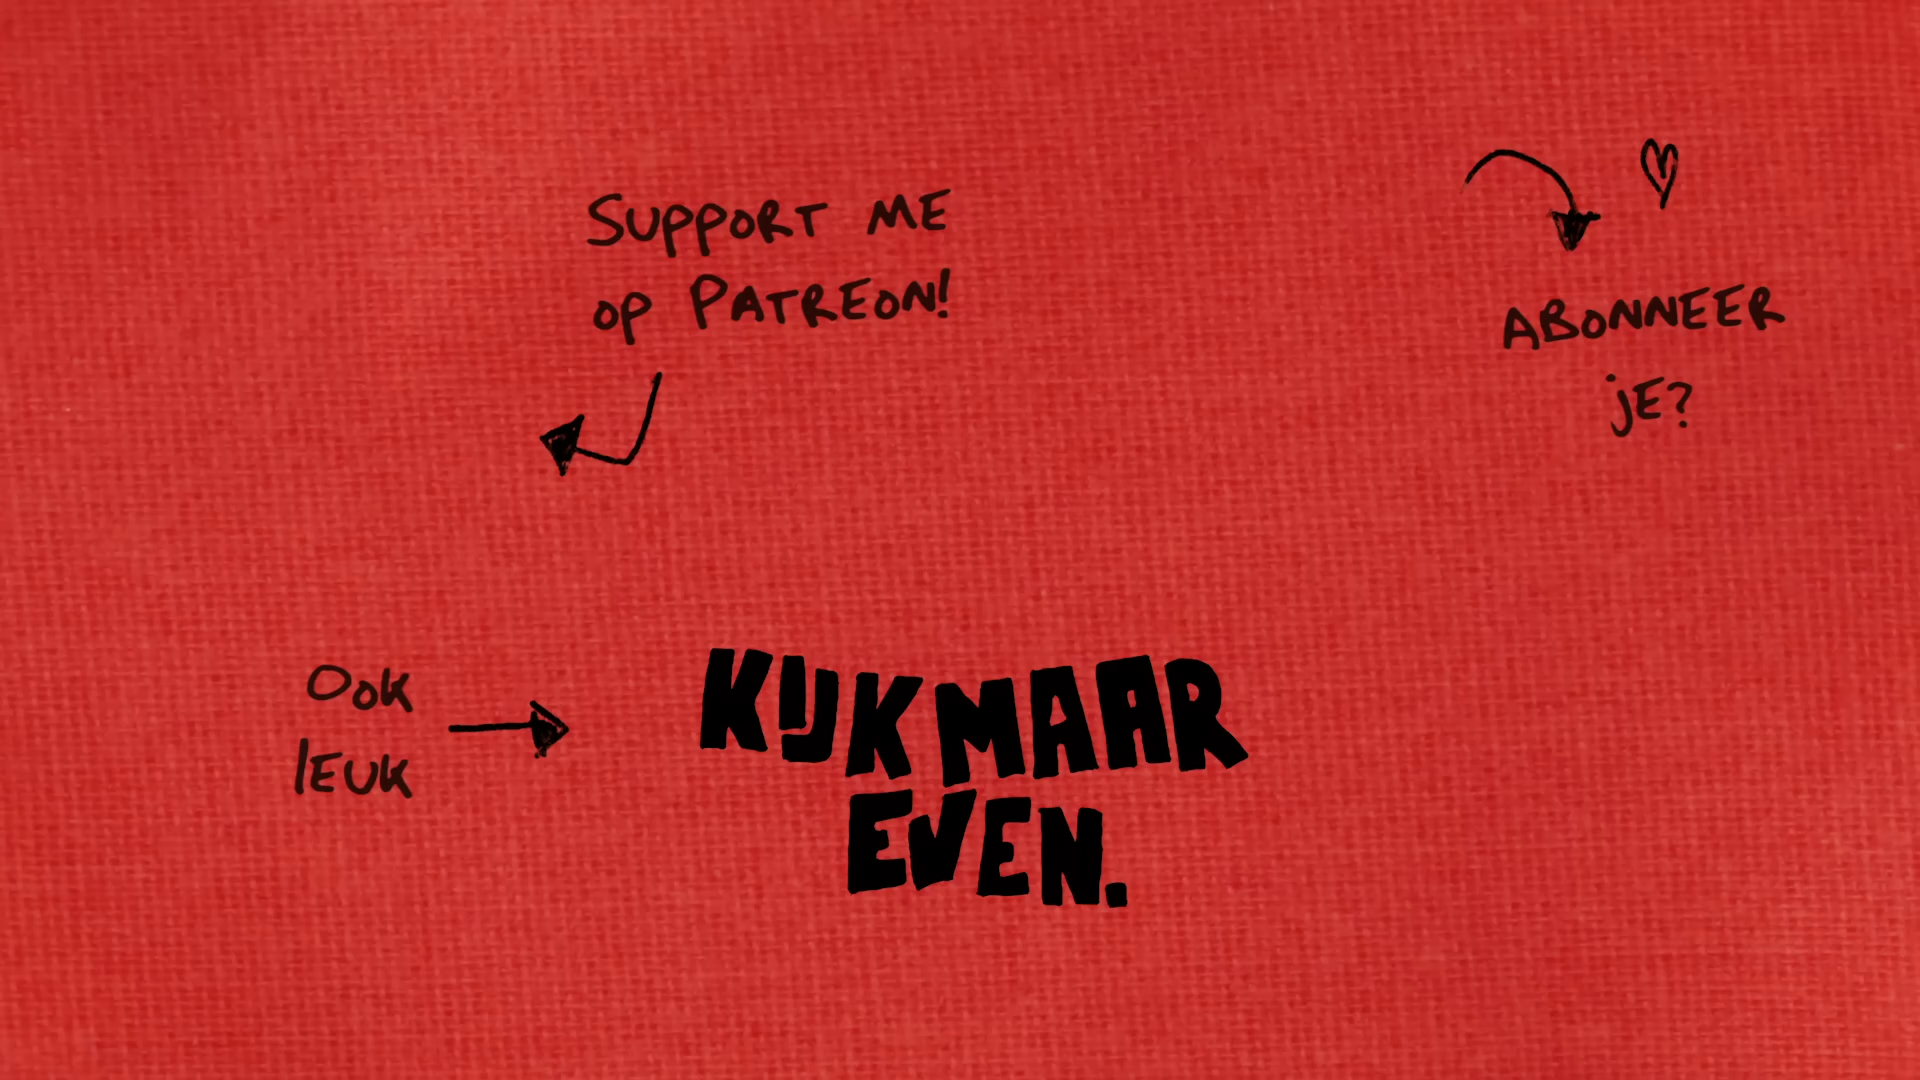 SUPPORT ME
OP PATREON!
ABONNEER
JE?
OOK
LEUK
KIJK MAAR
EVEN.